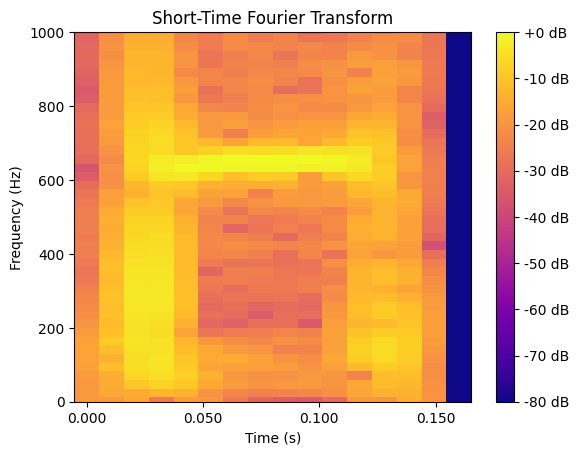 Short-Time Fourier Transform
1000
800
600
400
200
0
Frequency (Hz)
0.000
0.050
0.100
0.150
Time (s)
+0 dB
-10 dB
-20 dB
-30 dB
-40 dB
-50 dB
-60 dB
-70 dB
-80 dB